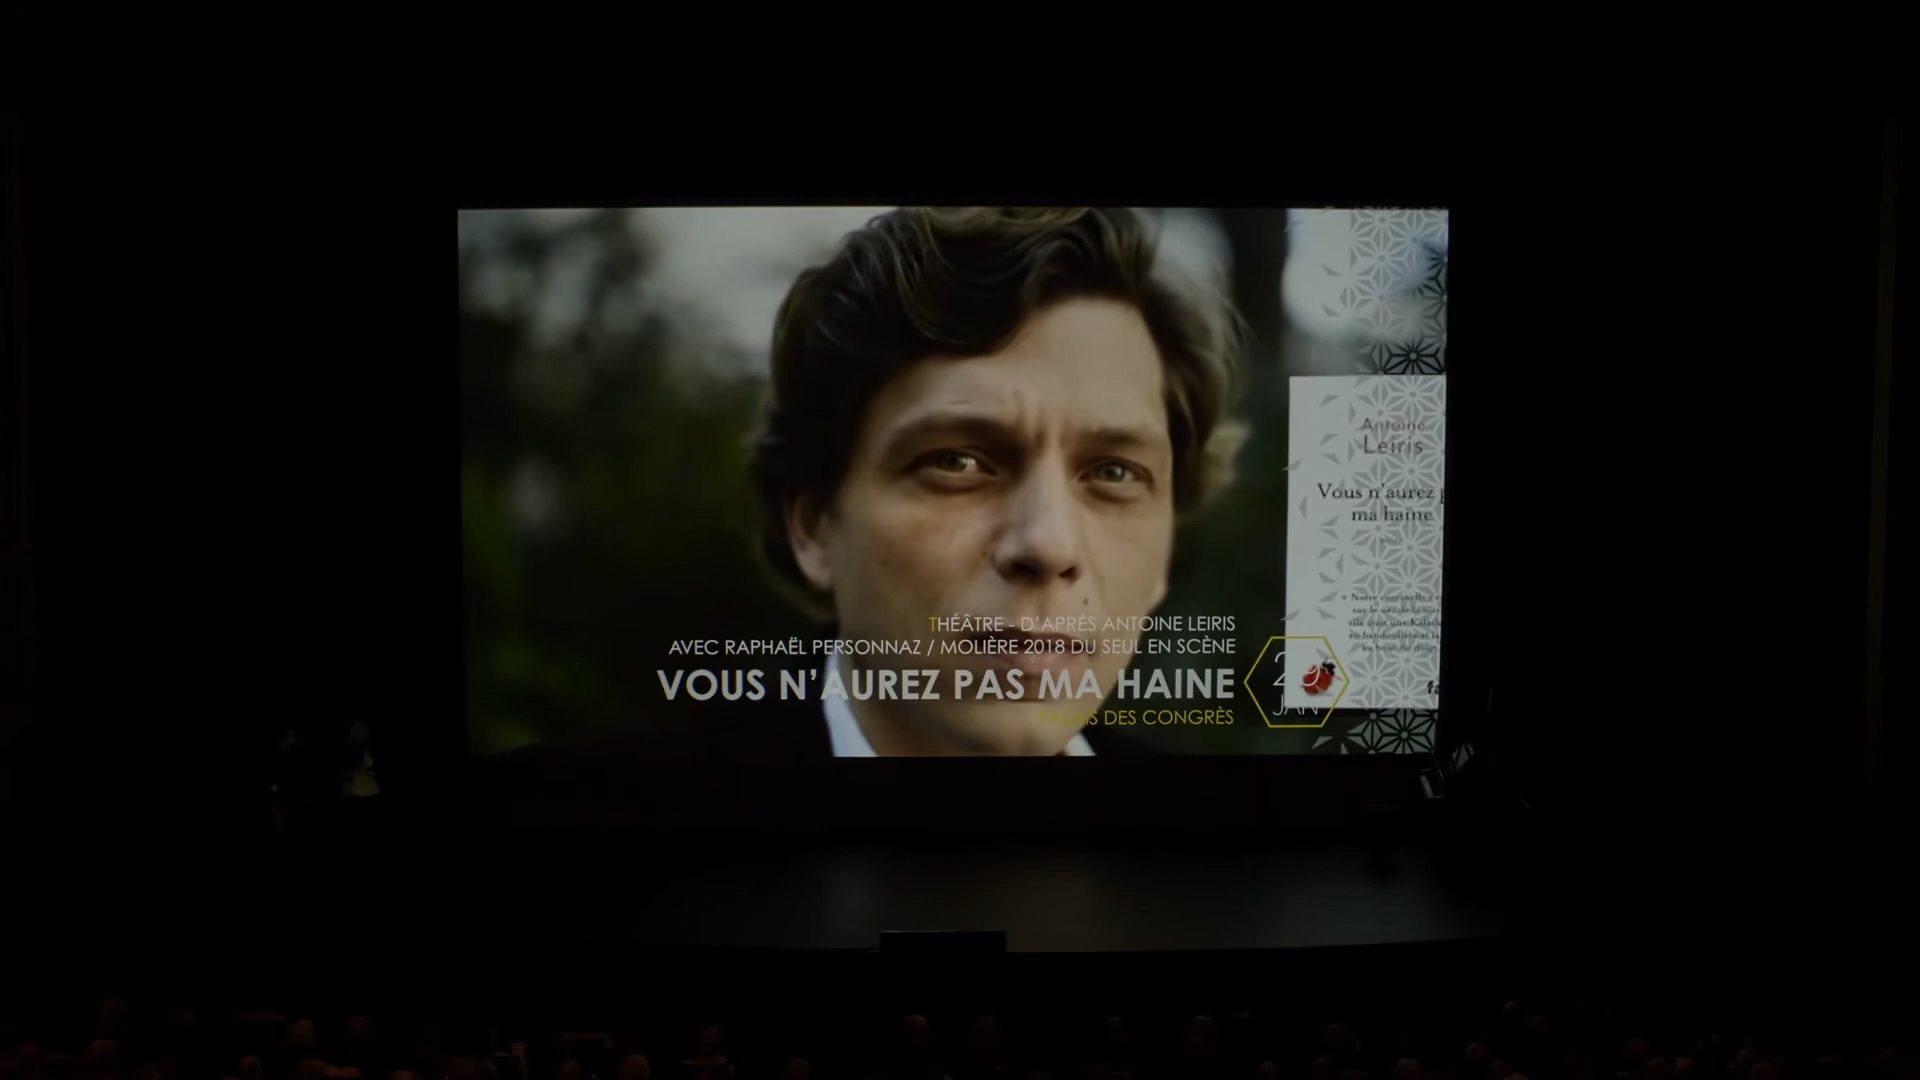 THÉÂTRE - D'APRÈS ANTOINE LEIRIS
AVEC RAPHAËL PERSONNAZ / MOLIÈRE 2018 DU SEUL EN SCÈNE
VOUS N'AUREZ PAS MA HAINE
PALAIS DES CONGRÈS
JAN
Antoine
Leiris
Vous n'aurez
ma haine